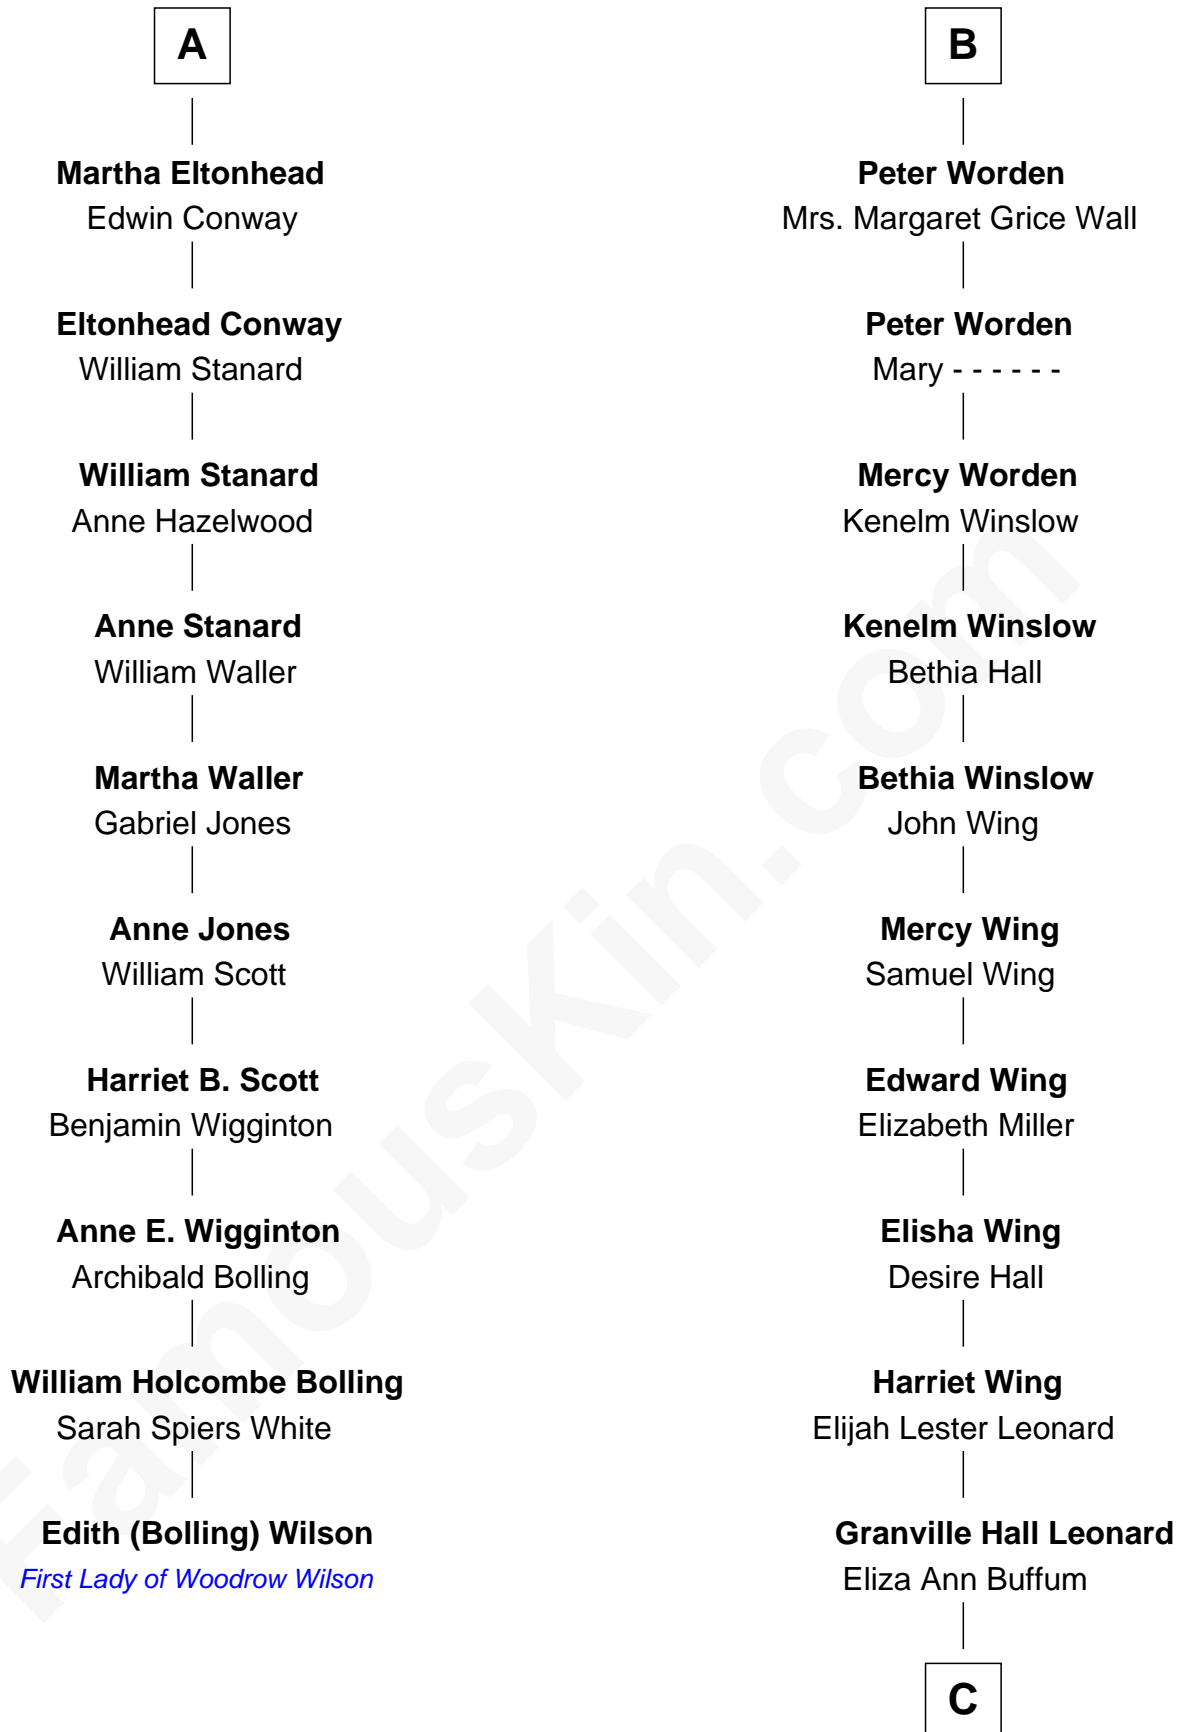 A
Martha Eltonhead
Edwin Conway
Eltonhead Conway
William Stanard
William Stanard
Anne Hazelwood
Anne Stanard
William Waller
Martha Waller
Gabriel Jones
Anne Jones
William Scott
Harriet B. Scott
Benjamin Wigginton
Anne E. Wigginton
Archibald Bolling
William Holcombe Bolling
Sarah Spiers White
Edith (Bolling) Wilson
First Lady of Woodrow Wilson
B
Peter Worden
Mrs. Margaret Grice Wall
Peter Worden
Mary - - - - - -
Mercy Worden
Kenelm Winslow
Kenelm Winslow
Bethia Hall
Bethia Winslow
John Wing
Mercy Wing
Samuel Wing
Edward Wing
Elizabeth Miller
Elisha Wing
Desire Hall
Harriet Wing
Elijah Lester Leonard
Granville Hall Leonard
Eliza Ann Buffum
C
FamousKin.com